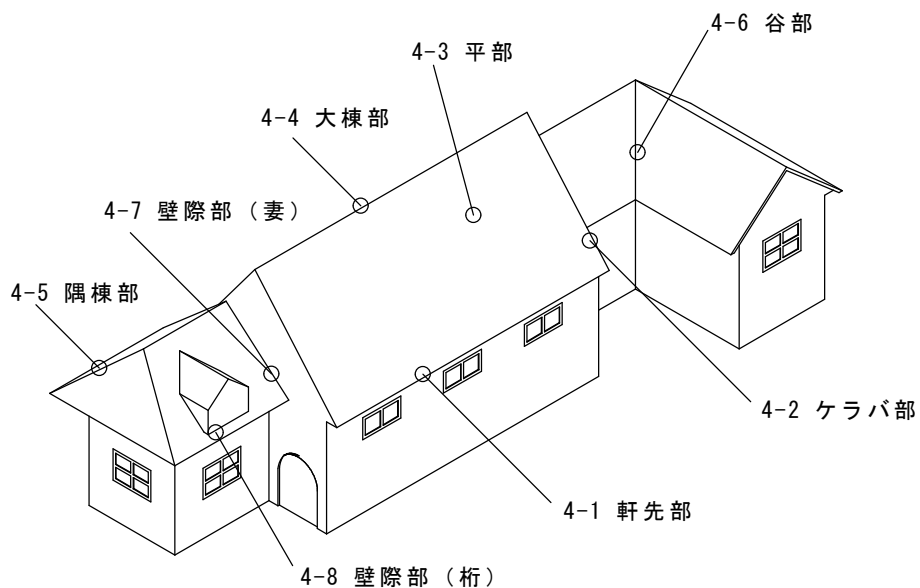 4-6 谷部
4-3 平部
4-4 大棟部
4-7 壁際部（妻）
4-5 隅棟部
4-2 ケラバ部
4-1 軒先部
4-8 壁際部（桁）